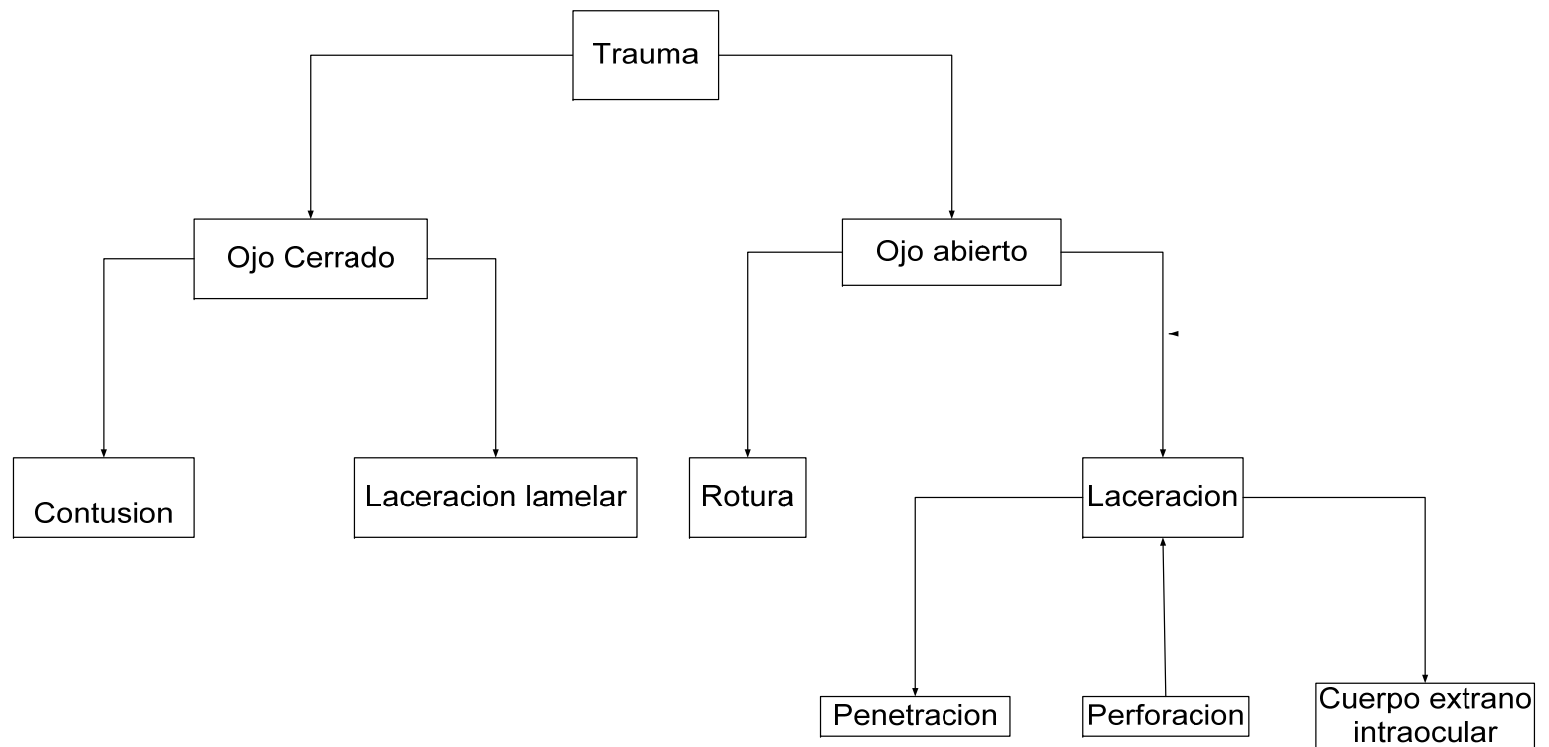 Trauma
Ojo Cerrado
Ojo abierto
Contusion
Laceracion lamelar
Rotura
Laceracion
Penetracion
Perforacion
Cuerpo extrano
intraocular